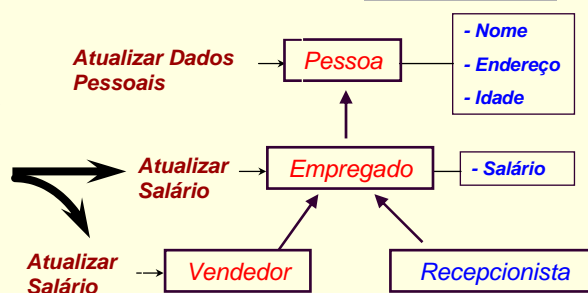 Atualizar Dados
Pessoais
Pessoa
- Nome
- Endereço
- Idade
Atualizar
Salário
Empregado
- Salário
Atualizar
Salário
Vendedor
Recepcionista